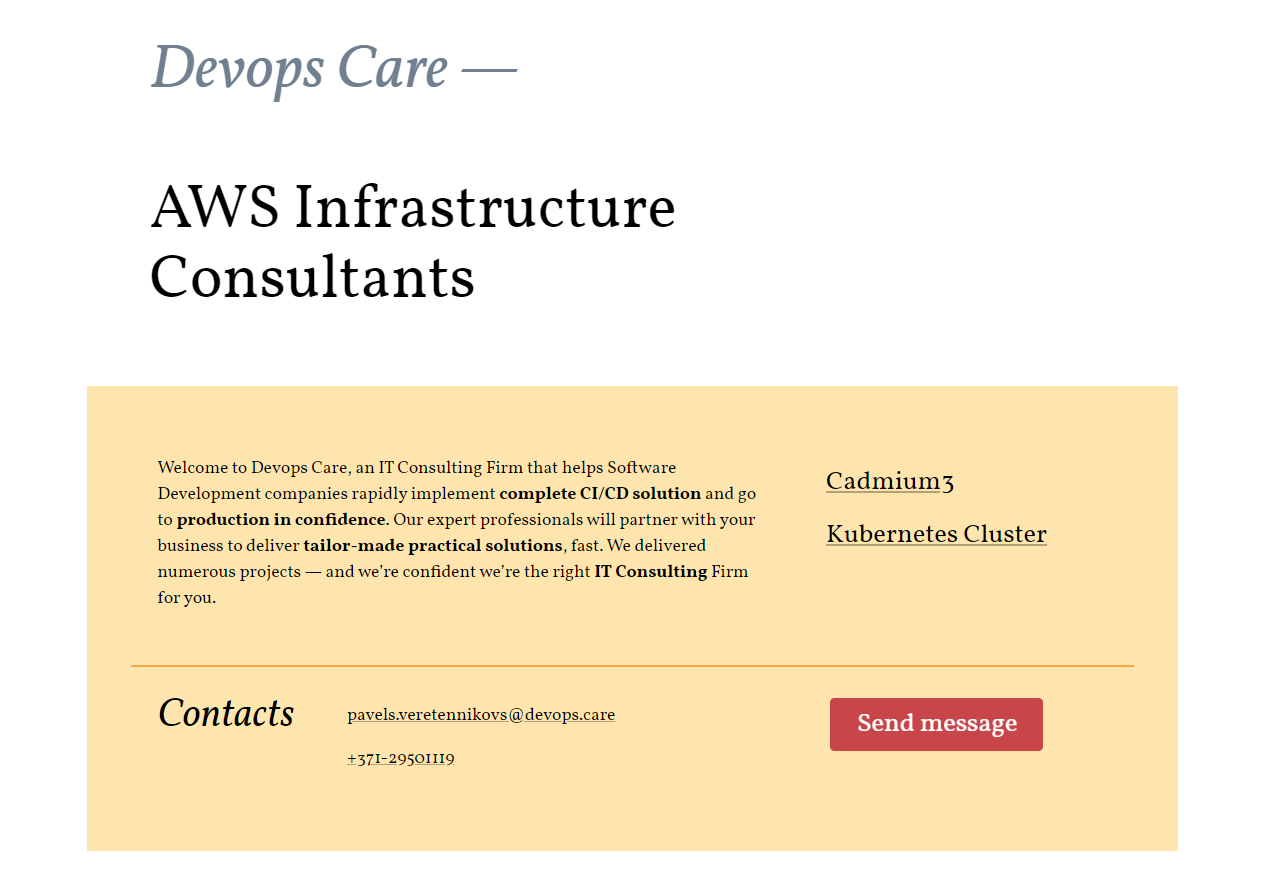 Devops Care —
AWS Infrastructure
Consultants
Welcome to Devops Care, an IT Consulting Firm that helps Software
Development companies rapidly implement complete CI/CD solution and go
to production in confidence. Our expert professionals will partner with your
business to deliver tailor-made practical solutions, fast. We delivered
numerous projects — and we’re confident we’re the right IT Consulting Firm
for you.
Cadmium3
Kubernetes Cluster
Contacts
pavels.veretennikovs@devops.care
+371-29501119
Send message